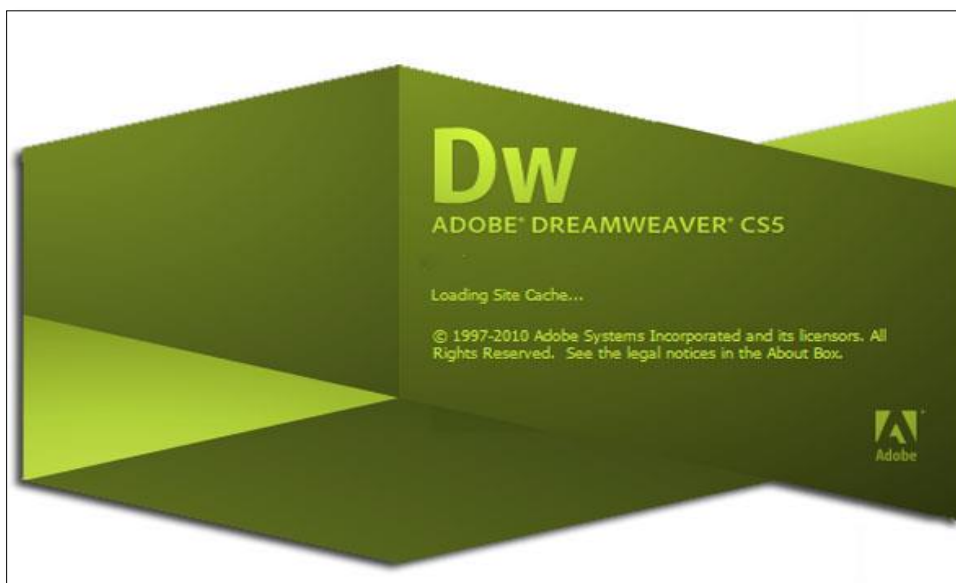 Dw
ADOBE® DREAMWEAVER® CS5
Loading Site Cache...
© 1997-2010 Adobe Systems Incorporated and its licensors. All
Rights Reserved.  See the legal notices in the About Box.
Adobe